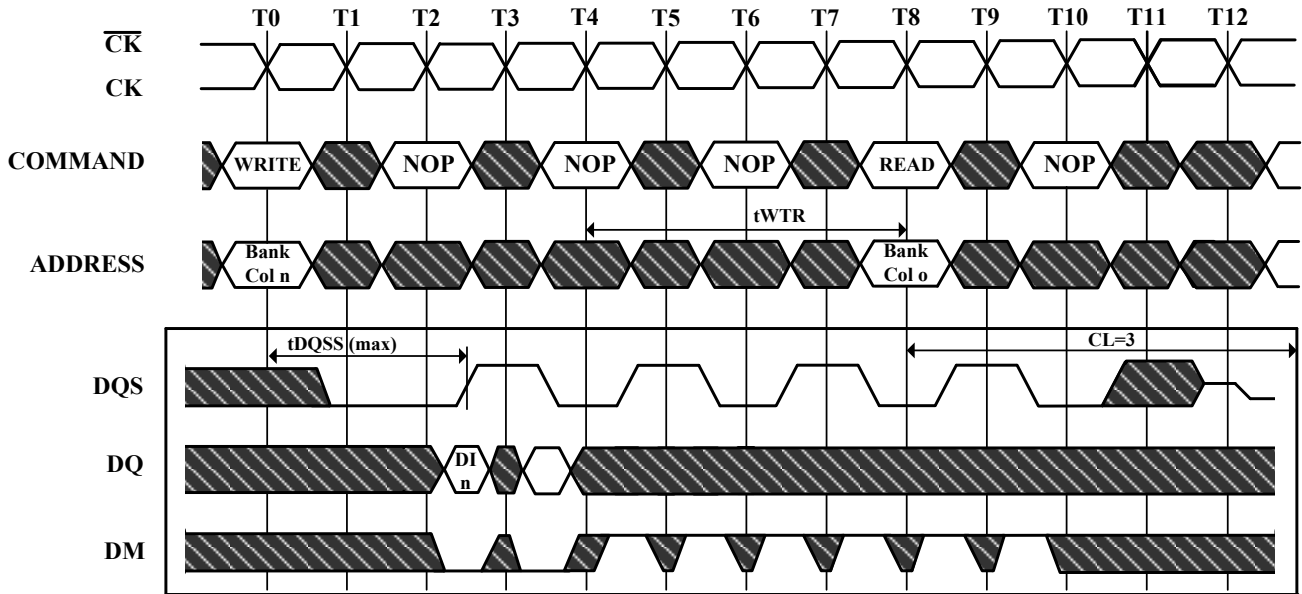 T0 T1 T2 T3 T4 T5 T6 T7 T8 T9 T10 T11 T12
CK
CK
COMMAND WRITE NOP NOP NOP READ NOP
tWTR
ADDRESS Bank Col n Bank Col o
tDQSS (max) CL=3
DQS
DQ DI n
DM